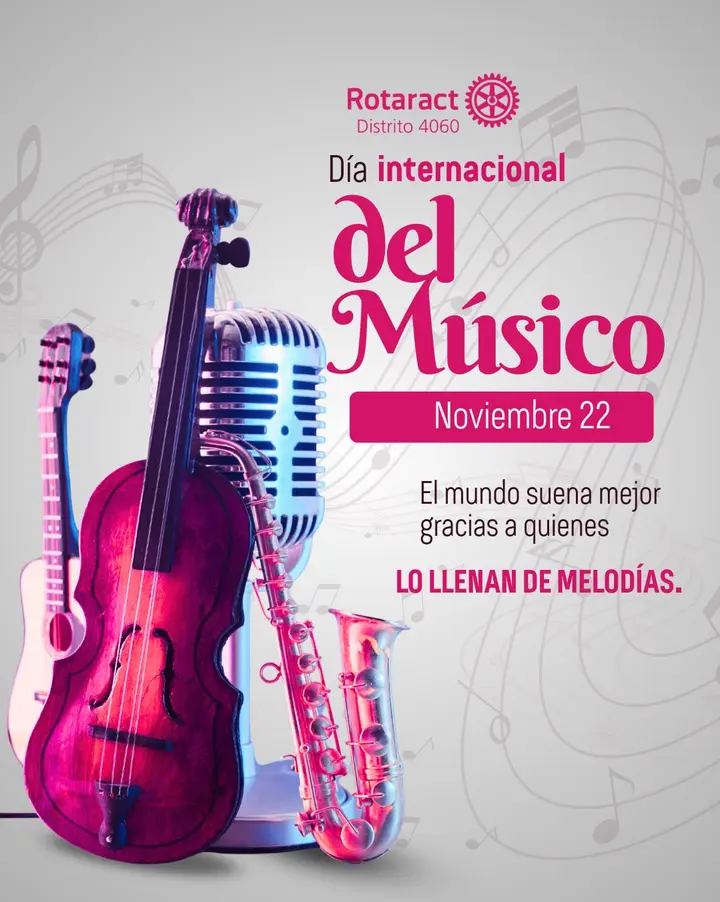 Rotaract
Distrito 4060
Día internacional
del
Músico
Noviembre 22
El mundo suena mejor
gracias a quienes
LO LLENAN DE MELODÍAS.